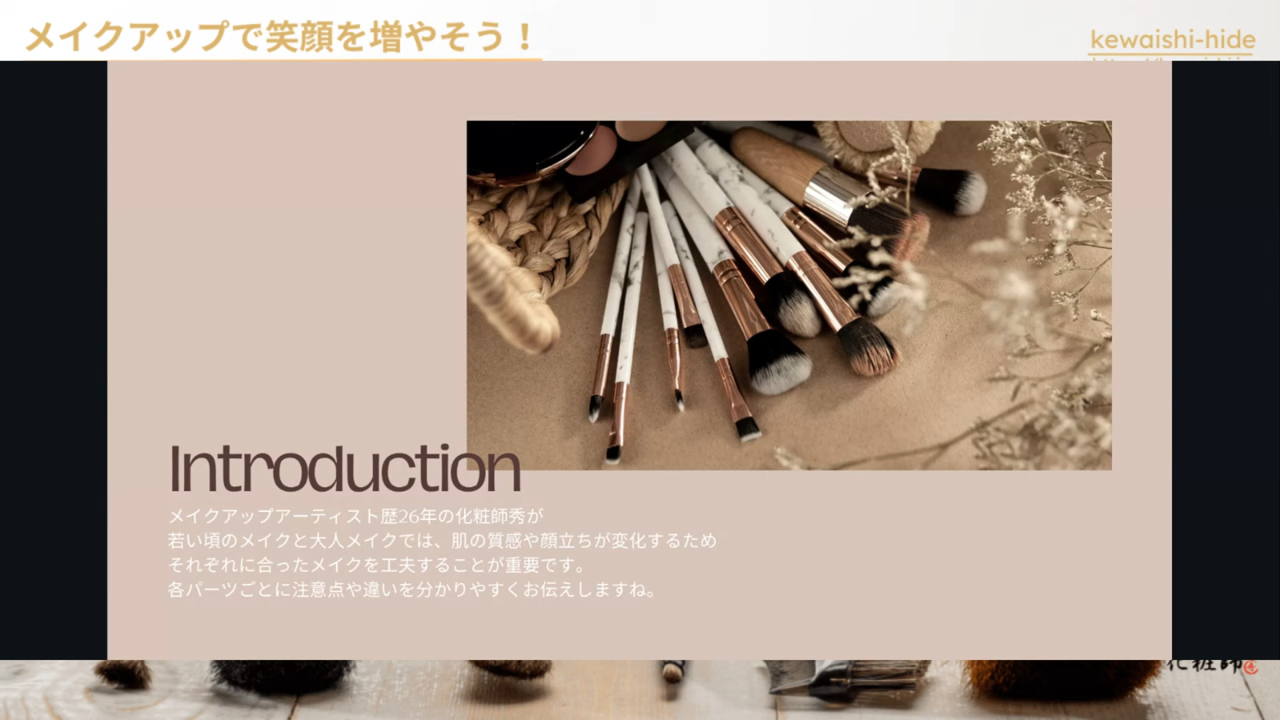 メイクアップで笑顔を増やそう！
kewaishi-hide
Introduction
メイクアップアーティスト歴26年の化粧師秀が
若い頃のメイクと大人メイクでは、肌の質感や顔立ちが変化するため
それぞれに合ったメイクを工夫することが重要です。
各パーツごとに注意点や違いを分かりやすくお伝えしますね。
化粧師